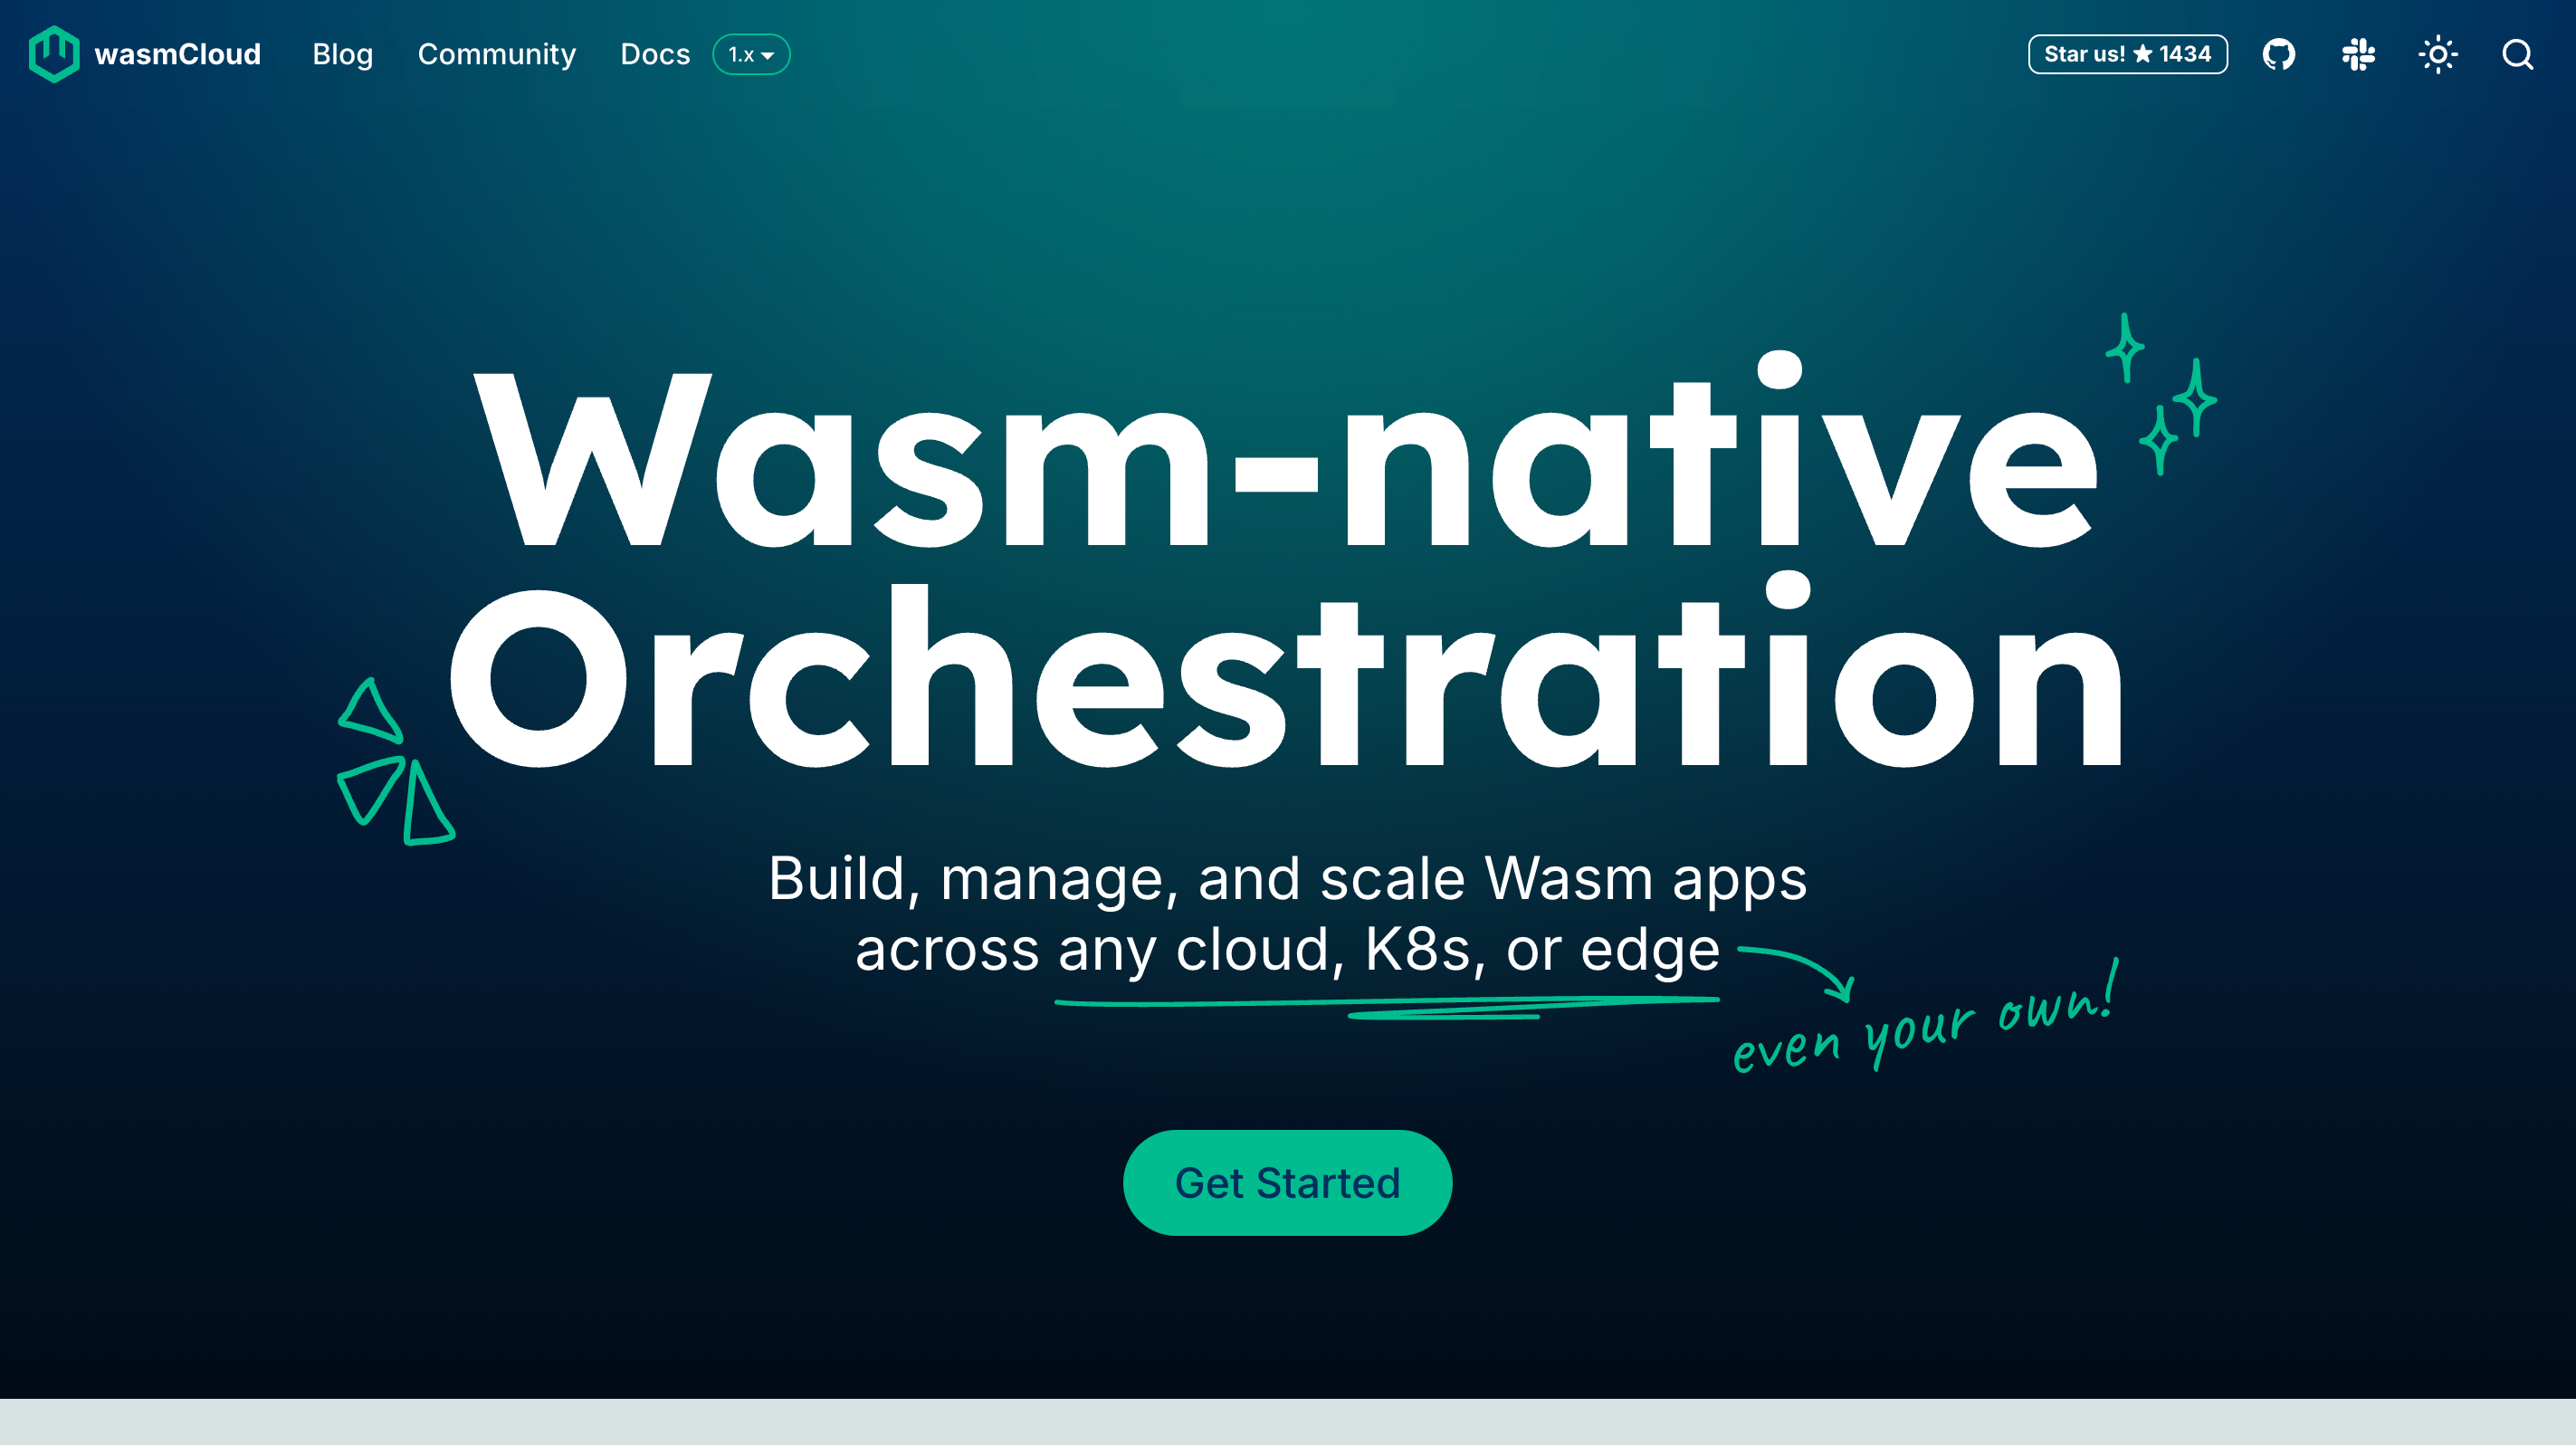 wasmCloud Blog Community Docs 1.x Star us! ★ 1434
Wasm-native
Orchestration
Build, manage, and scale Wasm apps
across any cloud, K8s, or edge
even your own!
Get Started